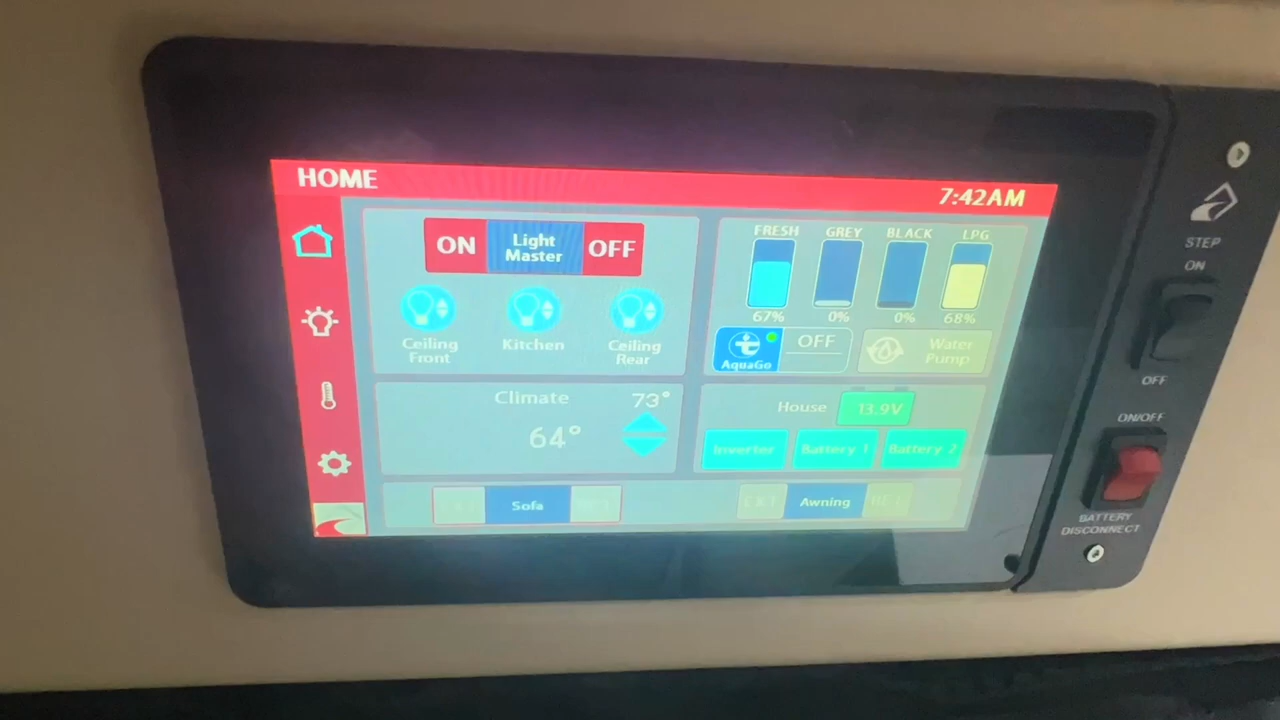 HOME
7:42AM
ON
Light
Master
OFF
Ceiling
Front
Kitchen
Ceiling
Rear
FRESH
GREY
BLACK
LPG
67%
0%
0%
68%
AquaGo
OFF
Water
Pump
Climate
73°
64°
House
13.9V
Inverter
Battery 1
Battery 2
Sofa
EXT
Awning
RET
STEP
ON
OFF
ON/OFF
BATTERY
DISCONNECT